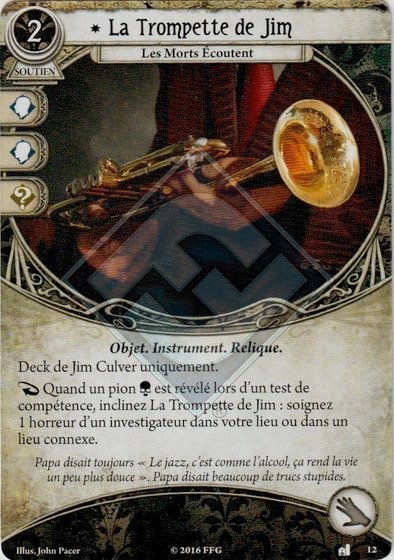 2
* La Trompette de Jim
Les Morts Écoutent
SOUTIEN
?
Objet. Instrument. Relique.
Deck de Jim Culver uniquement.
Quand un pion est révélé lors d'un test de
compétence, inclinez La Trompette de Jim : soignez
1 horreur d'un investigateur dans votre lieu ou dans un
lieu connexe.
Papa disait toujours « Le jazz, c'est comme l'alcool, ça rend la vie
un peu plus douce ». Papa disait beaucoup de trucs stupides.
Illus. John Pacer
© 2016 FFG
12